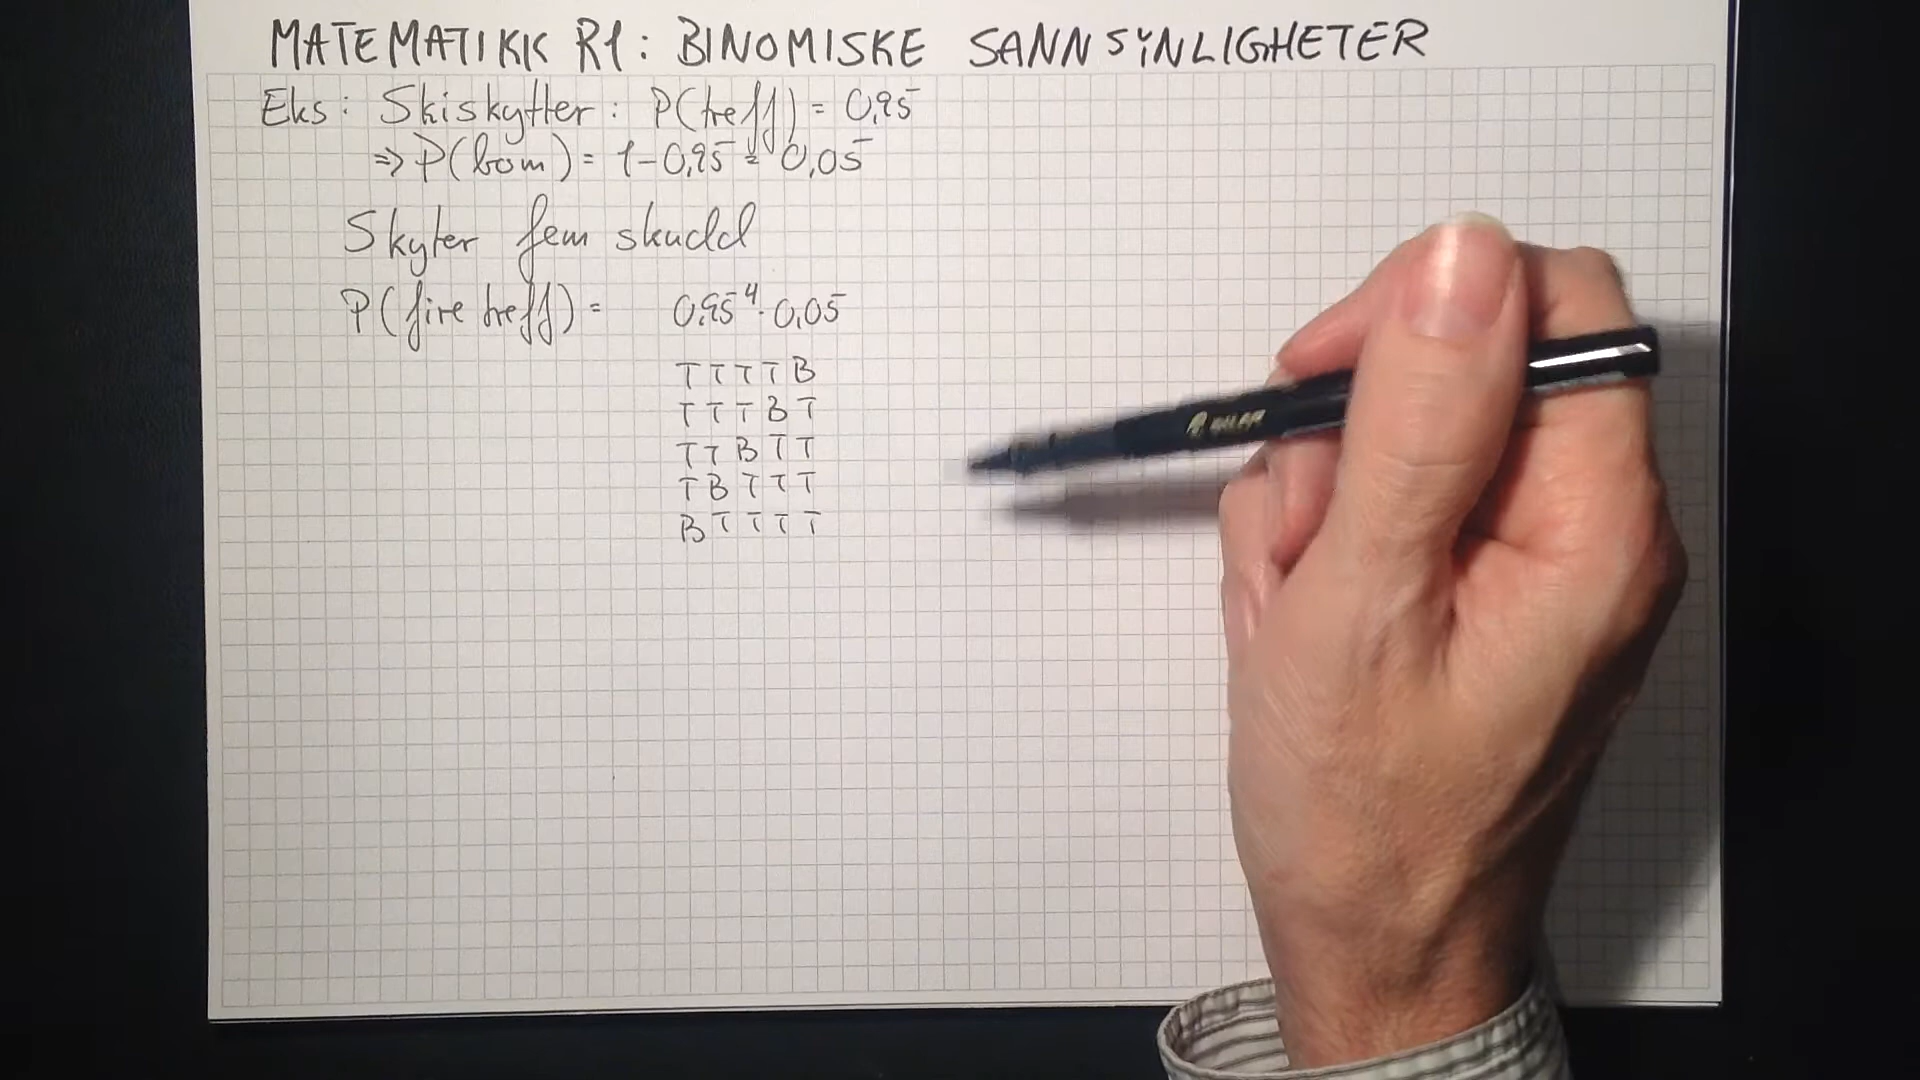 MATEMATIKK R1: BINOMISKE SANNSYNLIGHETER
Eks: Skiskytter: P(treff) = 0,95
=> P(bom) = 1-0,95 = 0,05
Skyter fem skudd
P(fire treff) = 0,95⁴·0,05
T T T T B
T T T B T
T T B T T
T B T T T
B T T T T